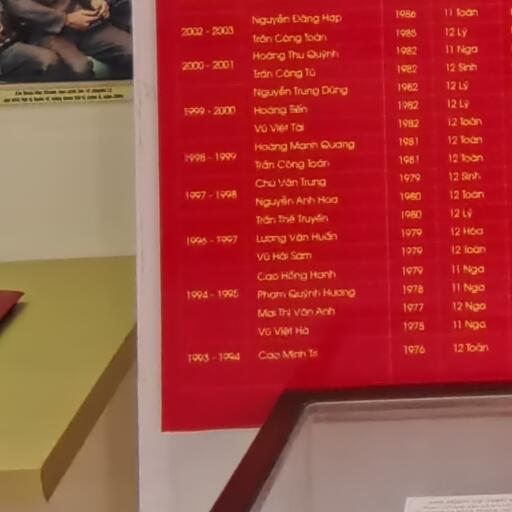 Nguyễn Đăng Hợp 1986 11 Toán
2002 - 2003 Trần Công Toàn 1985 12 Lý
Hoàng Thu Quỳnh 1982 11 Nga
2000 - 2001 Trần Công Tú 1982 12 Sinh
Nguyễn Trung Dũng 1982 12 Lý
1999 - 2000 Hoàng Tiến 1982 12 Lý
Vũ Việt Tài 1982 12 Toán
Hoàng Mạnh Quang 1981 12 Toán
1998 - 1999 Trần Công Toán 1981 12 Toán
Chu Văn Trung 1979 12 Sinh
1997 - 1998 Nguyễn Anh Hoa 1980 12 Toán
Trần Thế Truyền 1980 12 Lý
1996 - 1997 Lương Văn Huấn 1979 12 Hóa
Vũ Hải Sâm 1979 12 Toán
Cao Hồng Hạnh 1979 11 Nga
1994 - 1995 Phạm Quỳnh Hương 1978 11 Nga
Mai Thị Vân Anh 1977 12 Nga
Vũ Việt Hà 1978 11 Nga
1993 - 1994 Cao Minh Trí 1976 12 Toán